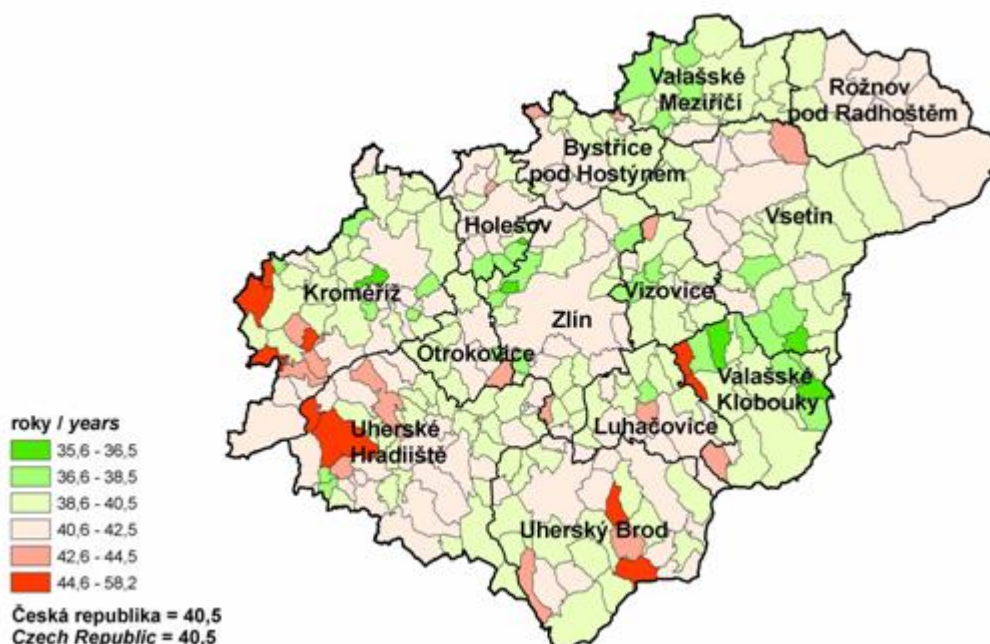 Valašské
Meziříčí
Rožnov
pod Radhoštěm
Bystřice
pod Hostýnem
Holešov
Vsetín
Kroměříž
Vizovice
Zlín
Otrokovice
Valašské
Klobouky
Luhačovice
Uherské
Hradiiště
Uherský Brod
roky / years
35,6 - 36,5
36,6 - 38,5
38,6 - 40,5
40,6 - 42,5
42,6 - 44,5
44,6 - 58,2
Česká republika = 40,5
Czech Republic = 40,5